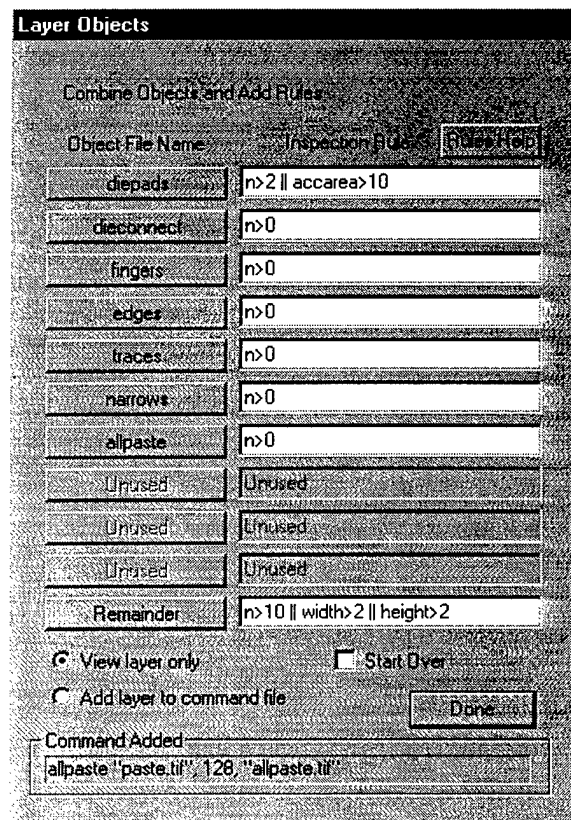 Layer Objects
Combine Objects and Add Rules
Object File Name Inspection Rules Rules Help
diepads n>2 || accarea>10
dieconnect n>0
fingers n>0
edges n>0
traces n>0
narrows n>0
allpaste n>0
Unused Unused
Unused Unused
Unused Unused
Remainder n>10 || width>2 || height>2
View layer only Start Over
Add layer to command file Done
Command Added
allpaste "paste.tif", 128, "allpaste.tif"